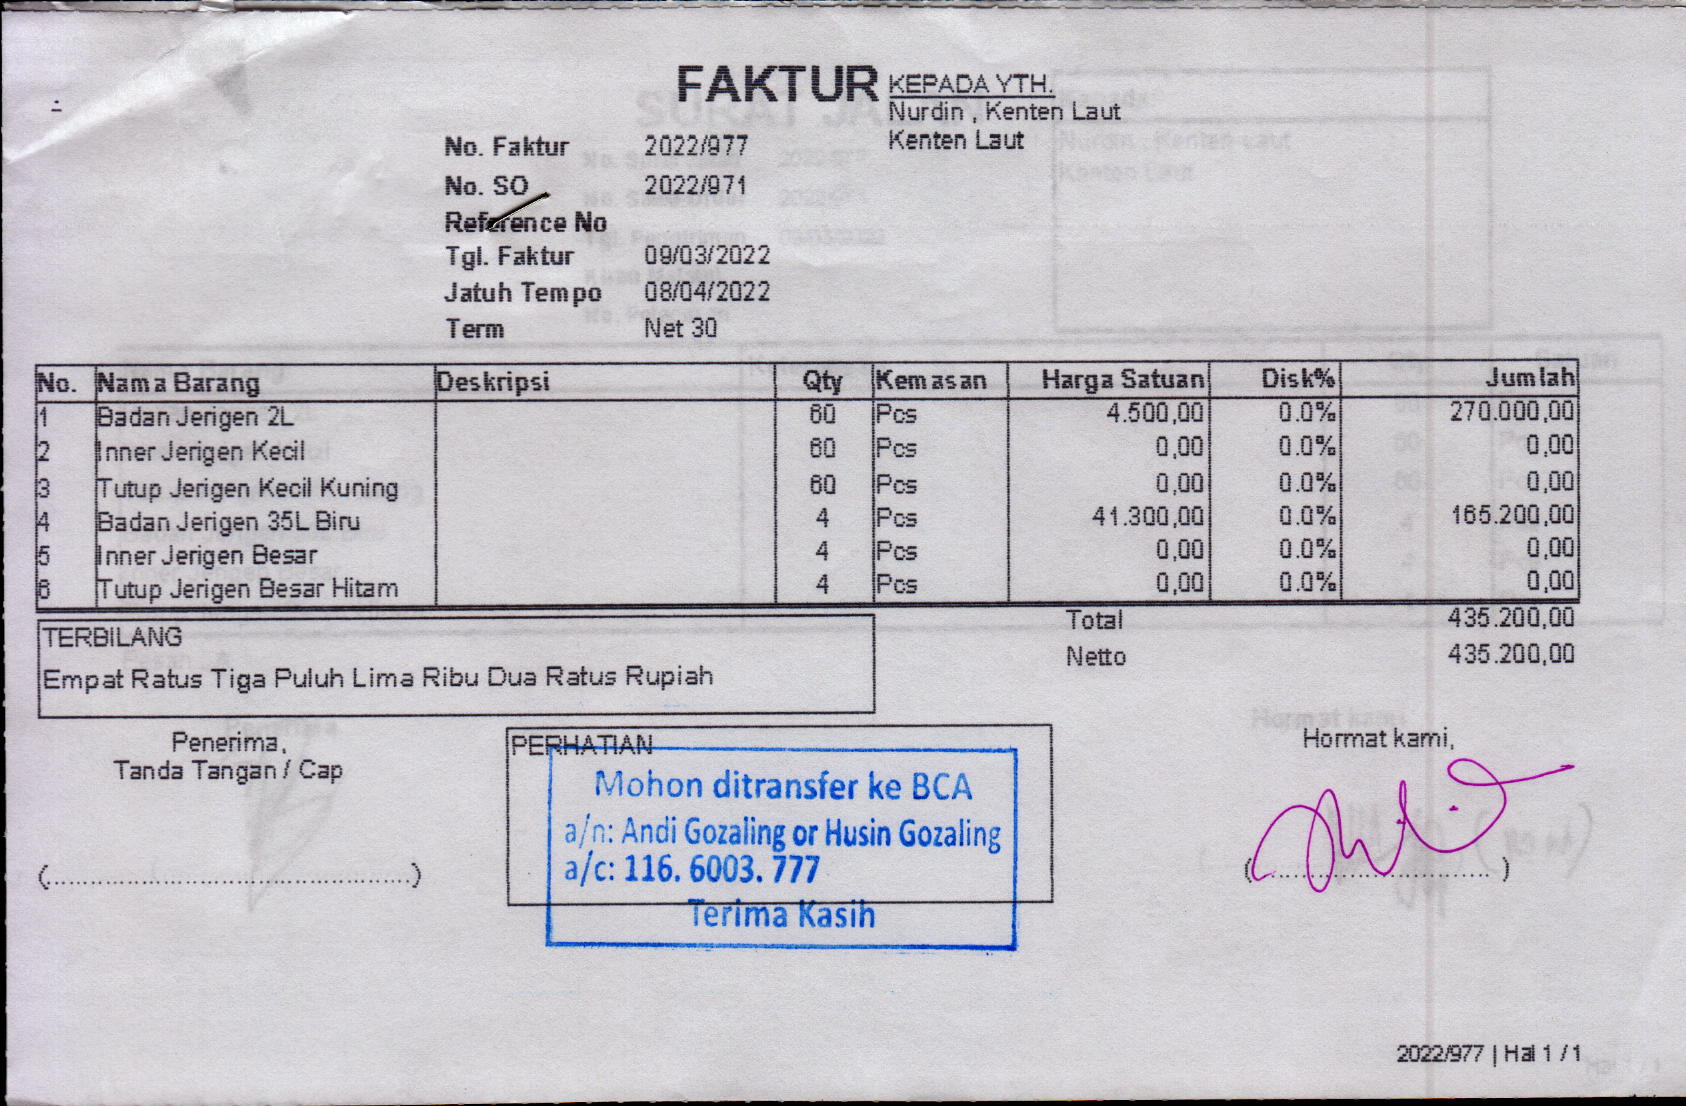 FAKTUR
KEPADA YTH.
Nurdin , Kenten Laut
Kenten Laut
No. Faktur 2022/977
No. SO 2022/971
Reference No
Tgl. Faktur 09/03/2022
Jatuh Tempo 08/04/2022
Term Net 30
No. Nama Barang Deskripsi Qty Kemasan Harga Satuan Disk% Jumlah
1 Badan Jerigen 2L 60 Pcs 4.500,00 0.0% 270.000,00
2 Inner Jerigen Kecil 60 Pcs 0,00 0.0% 0,00
3 Tutup Jerigen Kecil Kuning 60 Pcs 0,00 0.0% 0,00
4 Badan Jerigen 35L Biru 4 Pcs 41.300,00 0.0% 165.200,00
5 Inner Jerigen Besar 4 Pcs 0,00 0.0% 0,00
6 Tutup Jerigen Besar Hitam 4 Pcs 0,00 0.0% 0,00
Total 435.200,00
Netto 435.200,00
TERBILANG
Empat Ratus Tiga Puluh Lima Ribu Dua Ratus Rupiah
Penerima,
Tanda Tangan / Cap
(..............................................)
PERHATIAN
Mohon ditransfer ke BCA
a/n: Andi Gozaling or Husin Gozaling
a/c: 116. 6003. 777
Terima Kasih
Hormat kami,
(..............................)
2022/977 | Hal 1 / 1